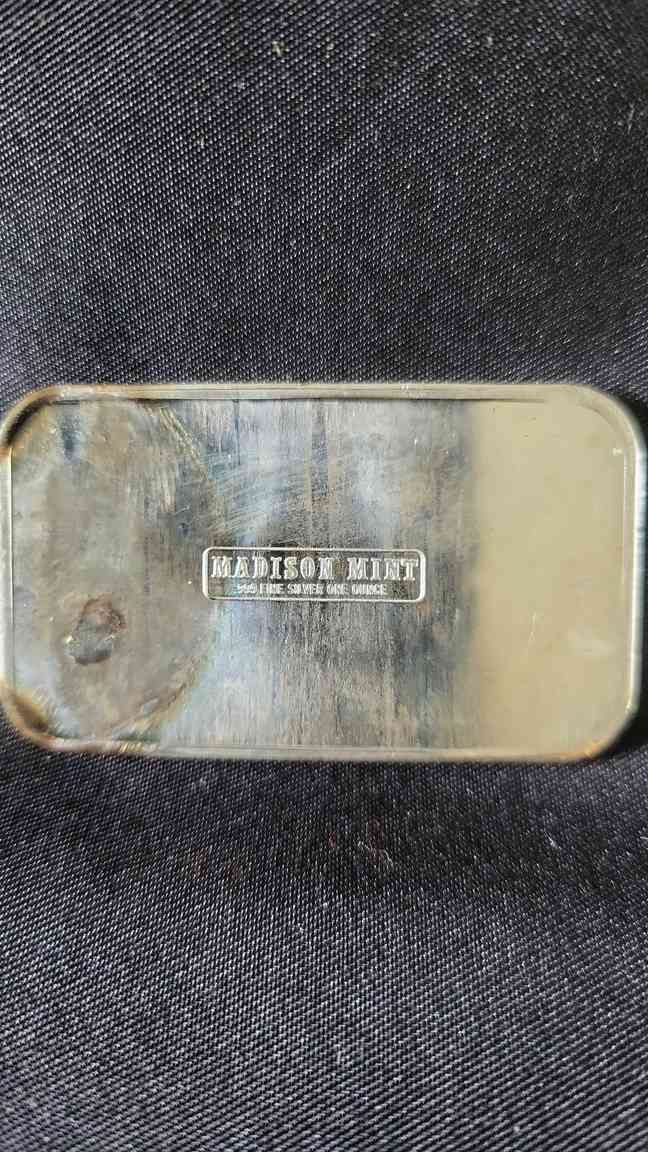 MADISON MINT
.999 FINE SILVER ONE OUNCE